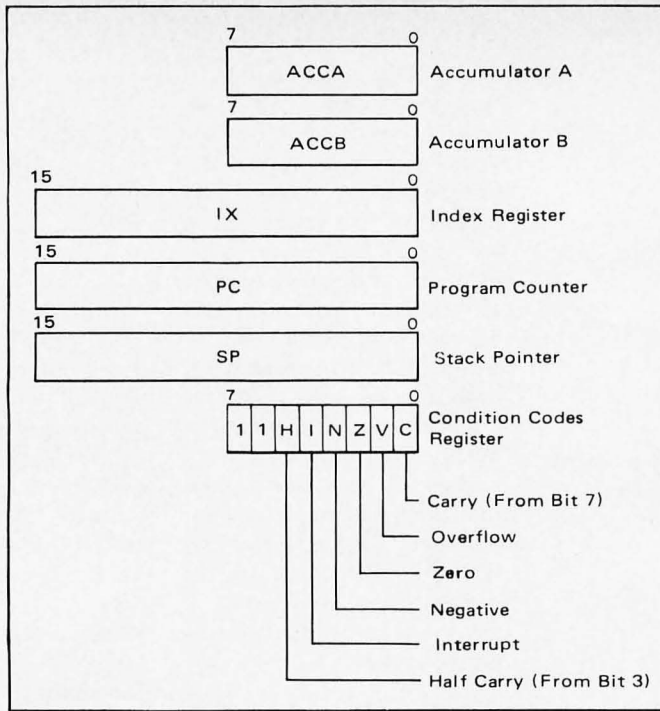 7 0
ACCA Accumulator A
7 0
ACCB Accumulator B
15 0
IX Index Register
15 0
PC Program Counter
15 0
SP Stack Pointer
7 0
1 1 H I N Z V C Condition Codes
Register
Carry (From Bit 7)
Overflow
Zero
Negative
Interrupt
Half Carry (From Bit 3)